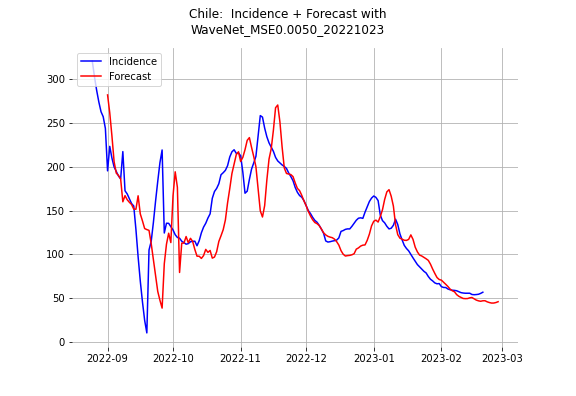 Chile:  Incidence + Forecast with
WaveNet_MSE0.0050_20221023
Incidence
Forecast
300
250
200
150
100
50
0
2022-09 2022-10 2022-11 2022-12 2023-01 2023-02 2023-03